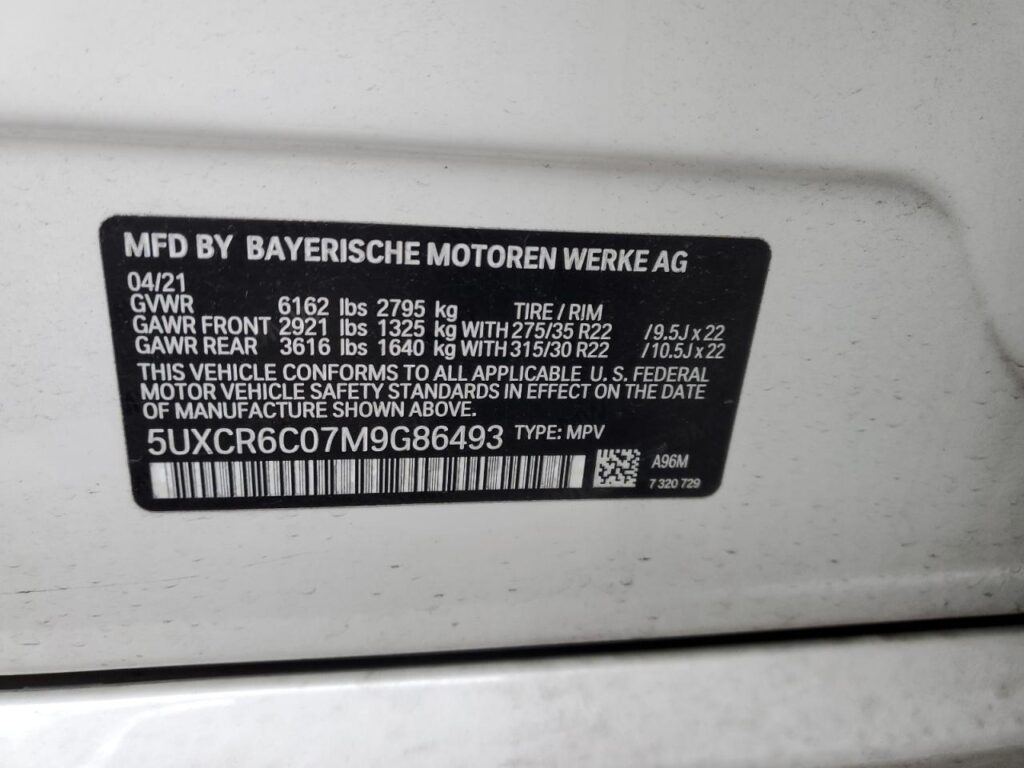 MFD BY BAYERISCHE MOTOREN WERKE AG
04/21
GVWR 6162 lbs 2795 kg TIRE / RIM
GAWR FRONT 2921 lbs 1325 kg WITH 275/35 R22 / 9.5J x 22
GAWR REAR 3616 lbs 1640 kg WITH 315/30 R22 / 10.5J x 22
THIS VEHICLE CONFORMS TO ALL APPLICABLE U. S. FEDERAL
MOTOR VEHICLE SAFETY STANDARDS IN EFFECT ON THE DATE
OF MANUFACTURE SHOWN ABOVE.
5UXCR6C07M9G86493 TYPE: MPV
A96M
7 320 729